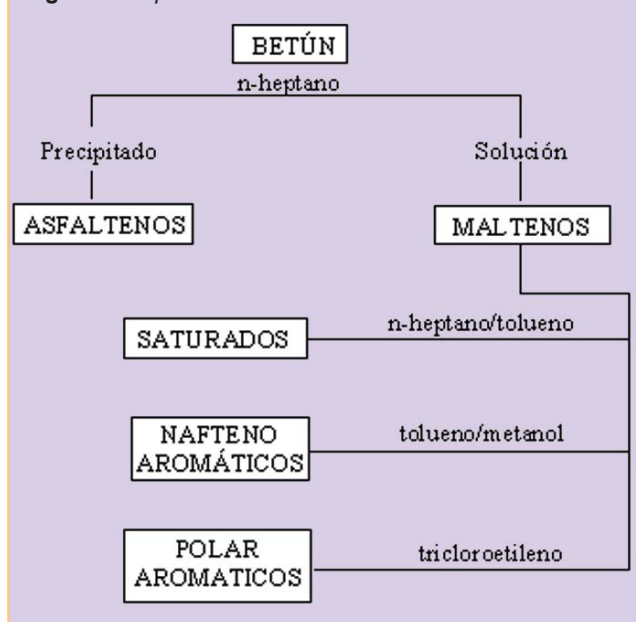 BETÚN
n-heptano
Precipitado
Solución
ASFALTENOS
MALTENOS
n-heptano/tolueno
SATURADOS
tolueno/metanol
NAFTENO
AROMÁTICOS
tricloroetileno
POLAR
AROMATICOS